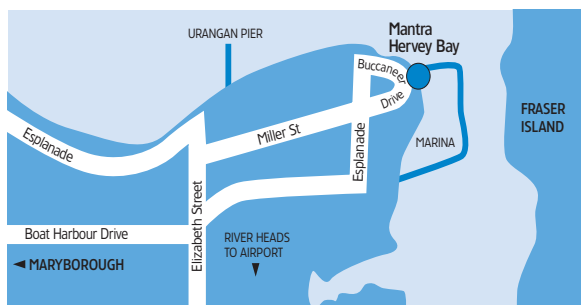 URANGAN PIER
Mantra
Hervey Bay
Buccaneer
Drive
FRASER
ISLAND
Esplanade
Miller St
Esplanade
MARINA
Elizabeth Street
Boat Harbour Drive
RIVER HEADS
TO AIRPORT
MARYBOROUGH